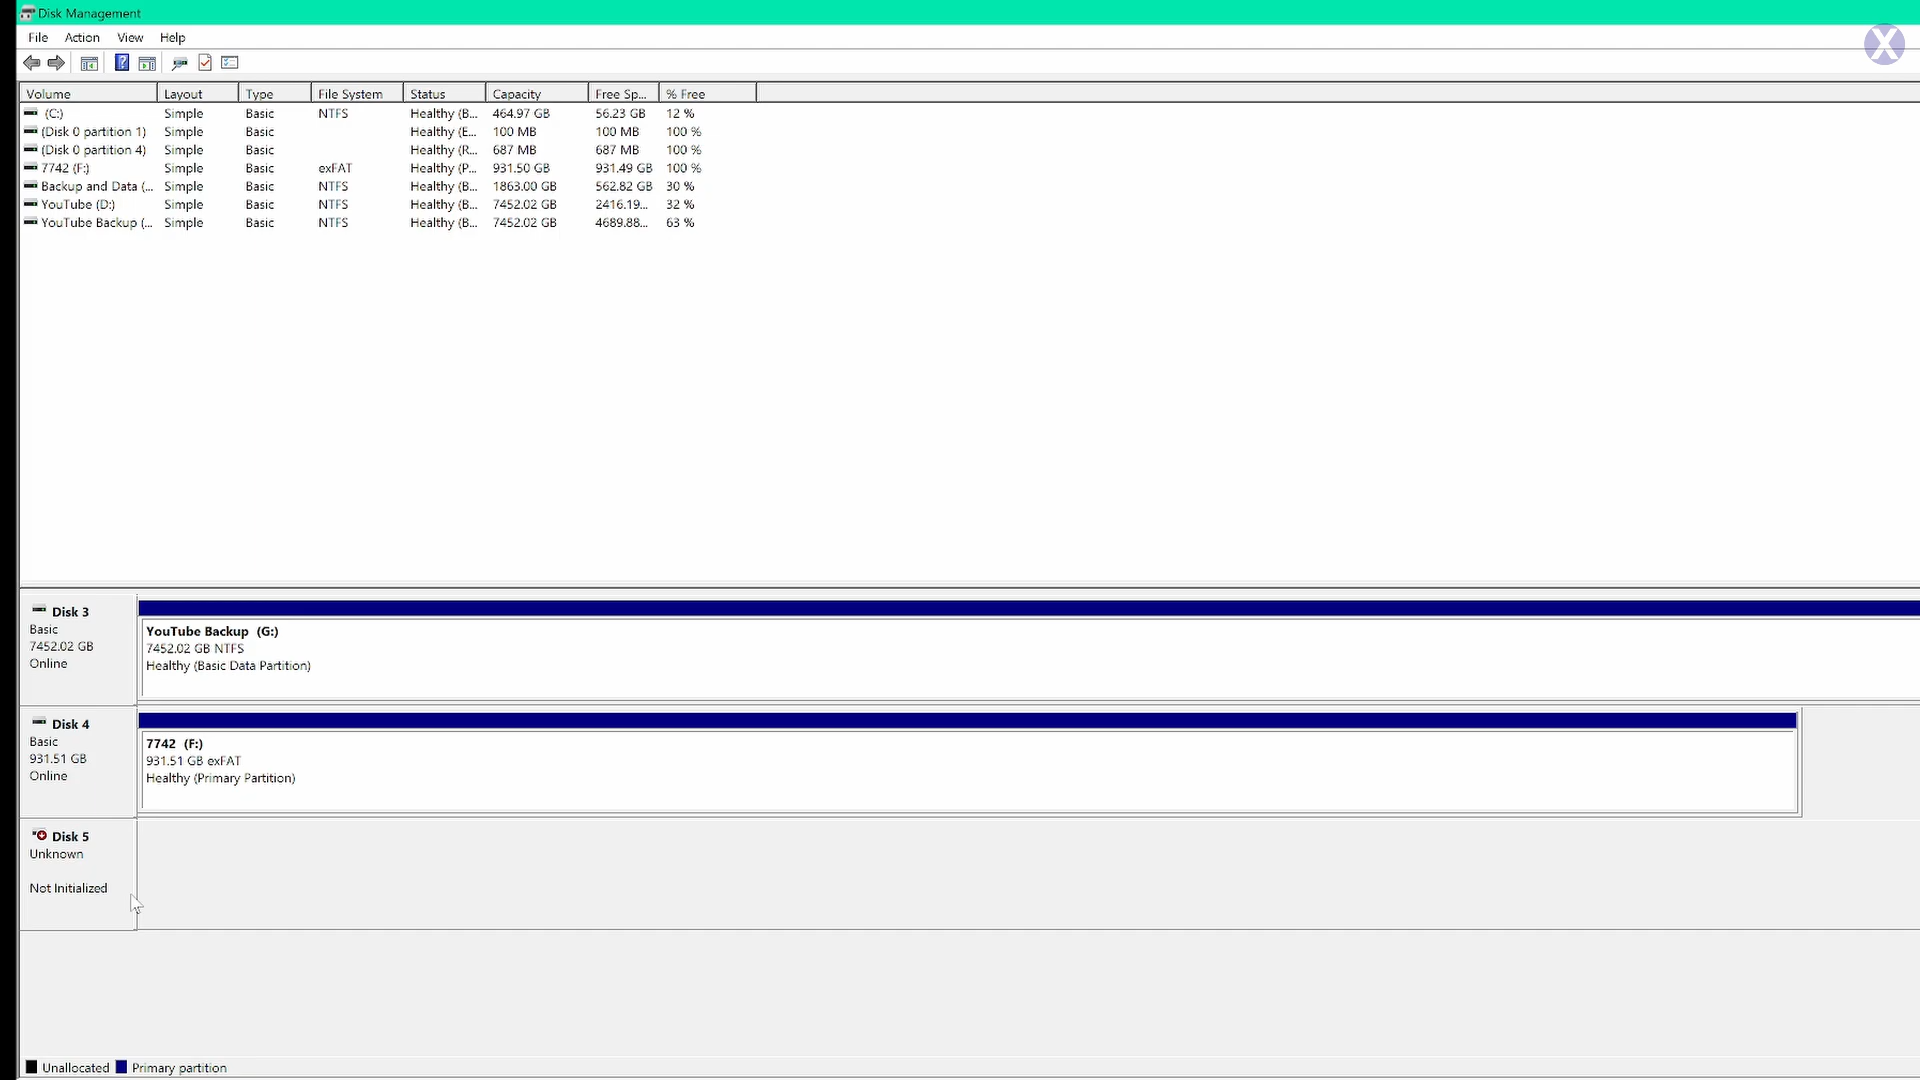 Disk Management
File Action View Help
X
Volume Layout Type File System Status Capacity Free Sp... % Free
(C:) Simple Basic NTFS Healthy (B... 464.97 GB 56.23 GB 12 %
(Disk 0 partition 1) Simple Basic Healthy (E... 100 MB 100 MB 100 %
(Disk 0 partition 4) Simple Basic Healthy (R... 687 MB 687 MB 100 %
7742 (F:) Simple Basic exFAT Healthy (P... 931.50 GB 931.49 GB 100 %
Backup and Data (... Simple Basic NTFS Healthy (B... 1863.00 GB 562.82 GB 30 %
YouTube (D:) Simple Basic NTFS Healthy (B... 7452.02 GB 2416.19... 32 %
YouTube Backup (... Simple Basic NTFS Healthy (B... 7452.02 GB 4689.88... 63 %
Disk 3
Basic
7452.02 GB
Online
YouTube Backup (G:)
7452.02 GB NTFS
Healthy (Basic Data Partition)
Disk 4
Basic
931.51 GB
Online
7742 (F:)
931.51 GB exFAT
Healthy (Primary Partition)
Disk 5
Unknown
Not Initialized
Unallocated Primary partition